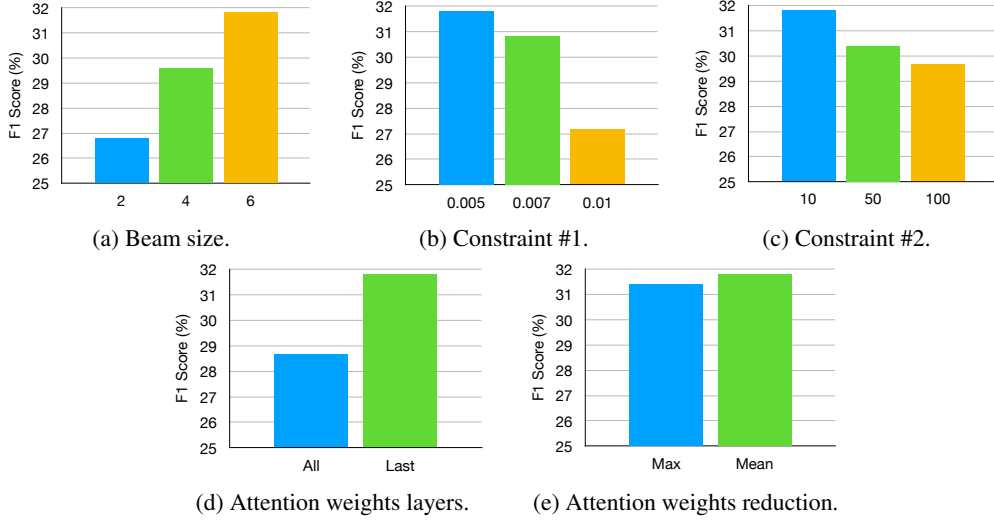 32
31
30
29
28
27
26
25
F1 Score (%)
2 4 6
(a) Beam size.
32
31
30
29
28
27
26
25
F1 Score (%)
0.005 0.007 0.01
(b) Constraint #1.
32
31
30
29
28
27
26
25
F1 Score (%)
10 50 100
(c) Constraint #2.
32
31
30
29
28
27
26
25
F1 Score (%)
All Last
(d) Attention weights layers.
32
31
30
29
28
27
26
25
F1 Score (%)
Max Mean
(e) Attention weights reduction.